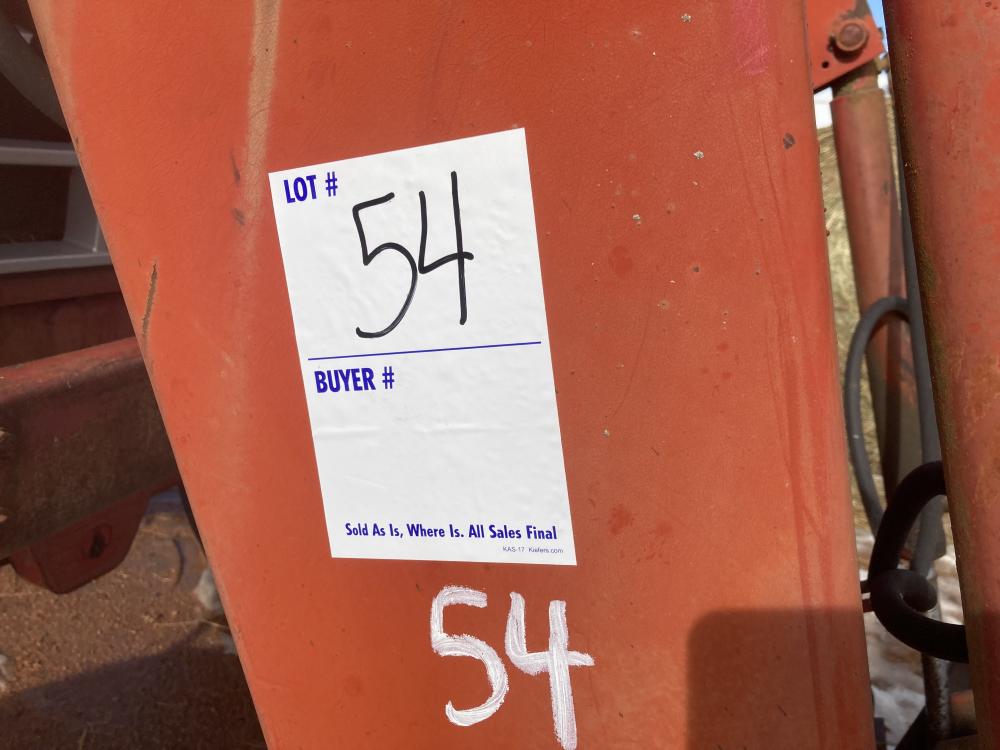 LOT #
54
BUYER #
Sold As Is, Where Is. All Sales Final
KAS-17 Kiefers.com
54